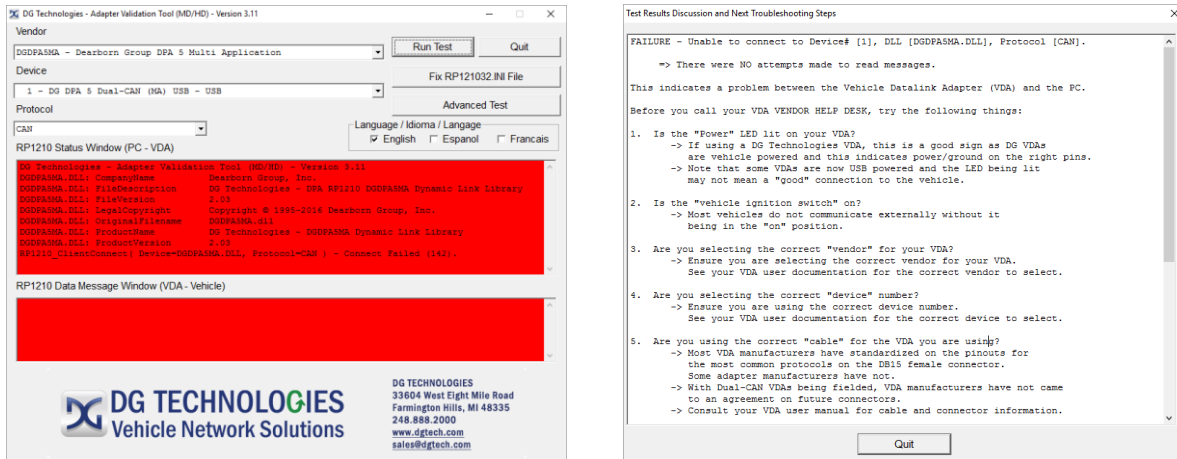 DG Technologies - Adapter Validation Tool (MD/HD) - Version 3.11
Vendor
DGDPA5MA - Dearborn Group DPA 5 Multi Application
Run Test
Quit
Device
1 - DG DPA 5 Dual-CAN (MA) USB - USB
Fix RP121032.INI File
Advanced Test
Protocol
CAN
Language / Idioma / Langage
English
Espanol
Francais
RP1210 Status Window (PC - VDA)
DG Technologies - Adapter Validation Tool (MD/HD) - Version 3.11
DGDPA5MA.DLL: CompanyName Dearborn Group, Inc.
DGDPA5MA.DLL: FileDescription DG Technologies - DPA RP1210 DGDPA5MA Dynamic Link Library
DGDPA5MA.DLL: FileVersion 2.03
DGDPA5MA.DLL: LegalCopyright Copyright © 1993-2016 Dearborn Group, Inc.
DGDPA5MA.DLL: OriginalFilename DGDPA5MA.dll
DGDPA5MA.DLL: ProductName DG Technologies - DGDPA5MA Dynamic Link Library
DGDPA5MA.DLL: ProductVersion 2.03
RP1210_ClientConnect( Device=DGDPA5MA.DLL, Protocol=CAN ) - Connect Failed (142).
RP1210 Data Message Window (VDA - Vehicle)
DG TECHNOLOGIES
Vehicle Network Solutions
DG TECHNOLOGIES
33604 West Eight Mile Road
Farmington Hills, MI 48335
248.888.2000
www.dgtech.com
sales@dgtech.com
Test Results Discussion and Next Troubleshooting Steps
FAILURE - Unable to connect to Device# [1], DLL [DGDPA5MA.DLL], Protocol [CAN].
=> There were NO attempts made to read messages.
This indicates a problem between the Vehicle Datalink Adapter (VDA) and the PC.
Before you call your VDA VENDOR HELP DESK, try the following things:
1. Is the "Power" LED lit on your VDA?
-> If using a DG Technologies VDA, this is a good sign as DG VDAs
are vehicle powered and this indicates power/ground on the right pins.
-> Note that some VDAs are now USB powered and the LED being lit
may not mean a "good" connection to the vehicle.
2. Is the "vehicle ignition switch" on?
-> Most vehicles do not communicate externally without it
being in the "on" position.
3. Are you selecting the correct "vendor" for your VDA?
-> Ensure you are selecting the correct vendor for your VDA.
See your VDA user documentation for the correct vendor to select.
4. Are you selecting the correct "device" number?
-> Ensure you are using the correct device number.
See your VDA user documentation for the correct device to select.
5. Are you using the correct "cable" for the VDA you are using?
-> Most VDA manufacturers have standardized on the pinouts for
the most common protocols on the DB15 female connector.
Some adapter manufacturers have not.
-> With Dual-CAN VDAs being fielded, VDA manufacturers have not came
to an agreement on future connectors.
-> Consult your VDA user manual for cable and connector information.
Quit